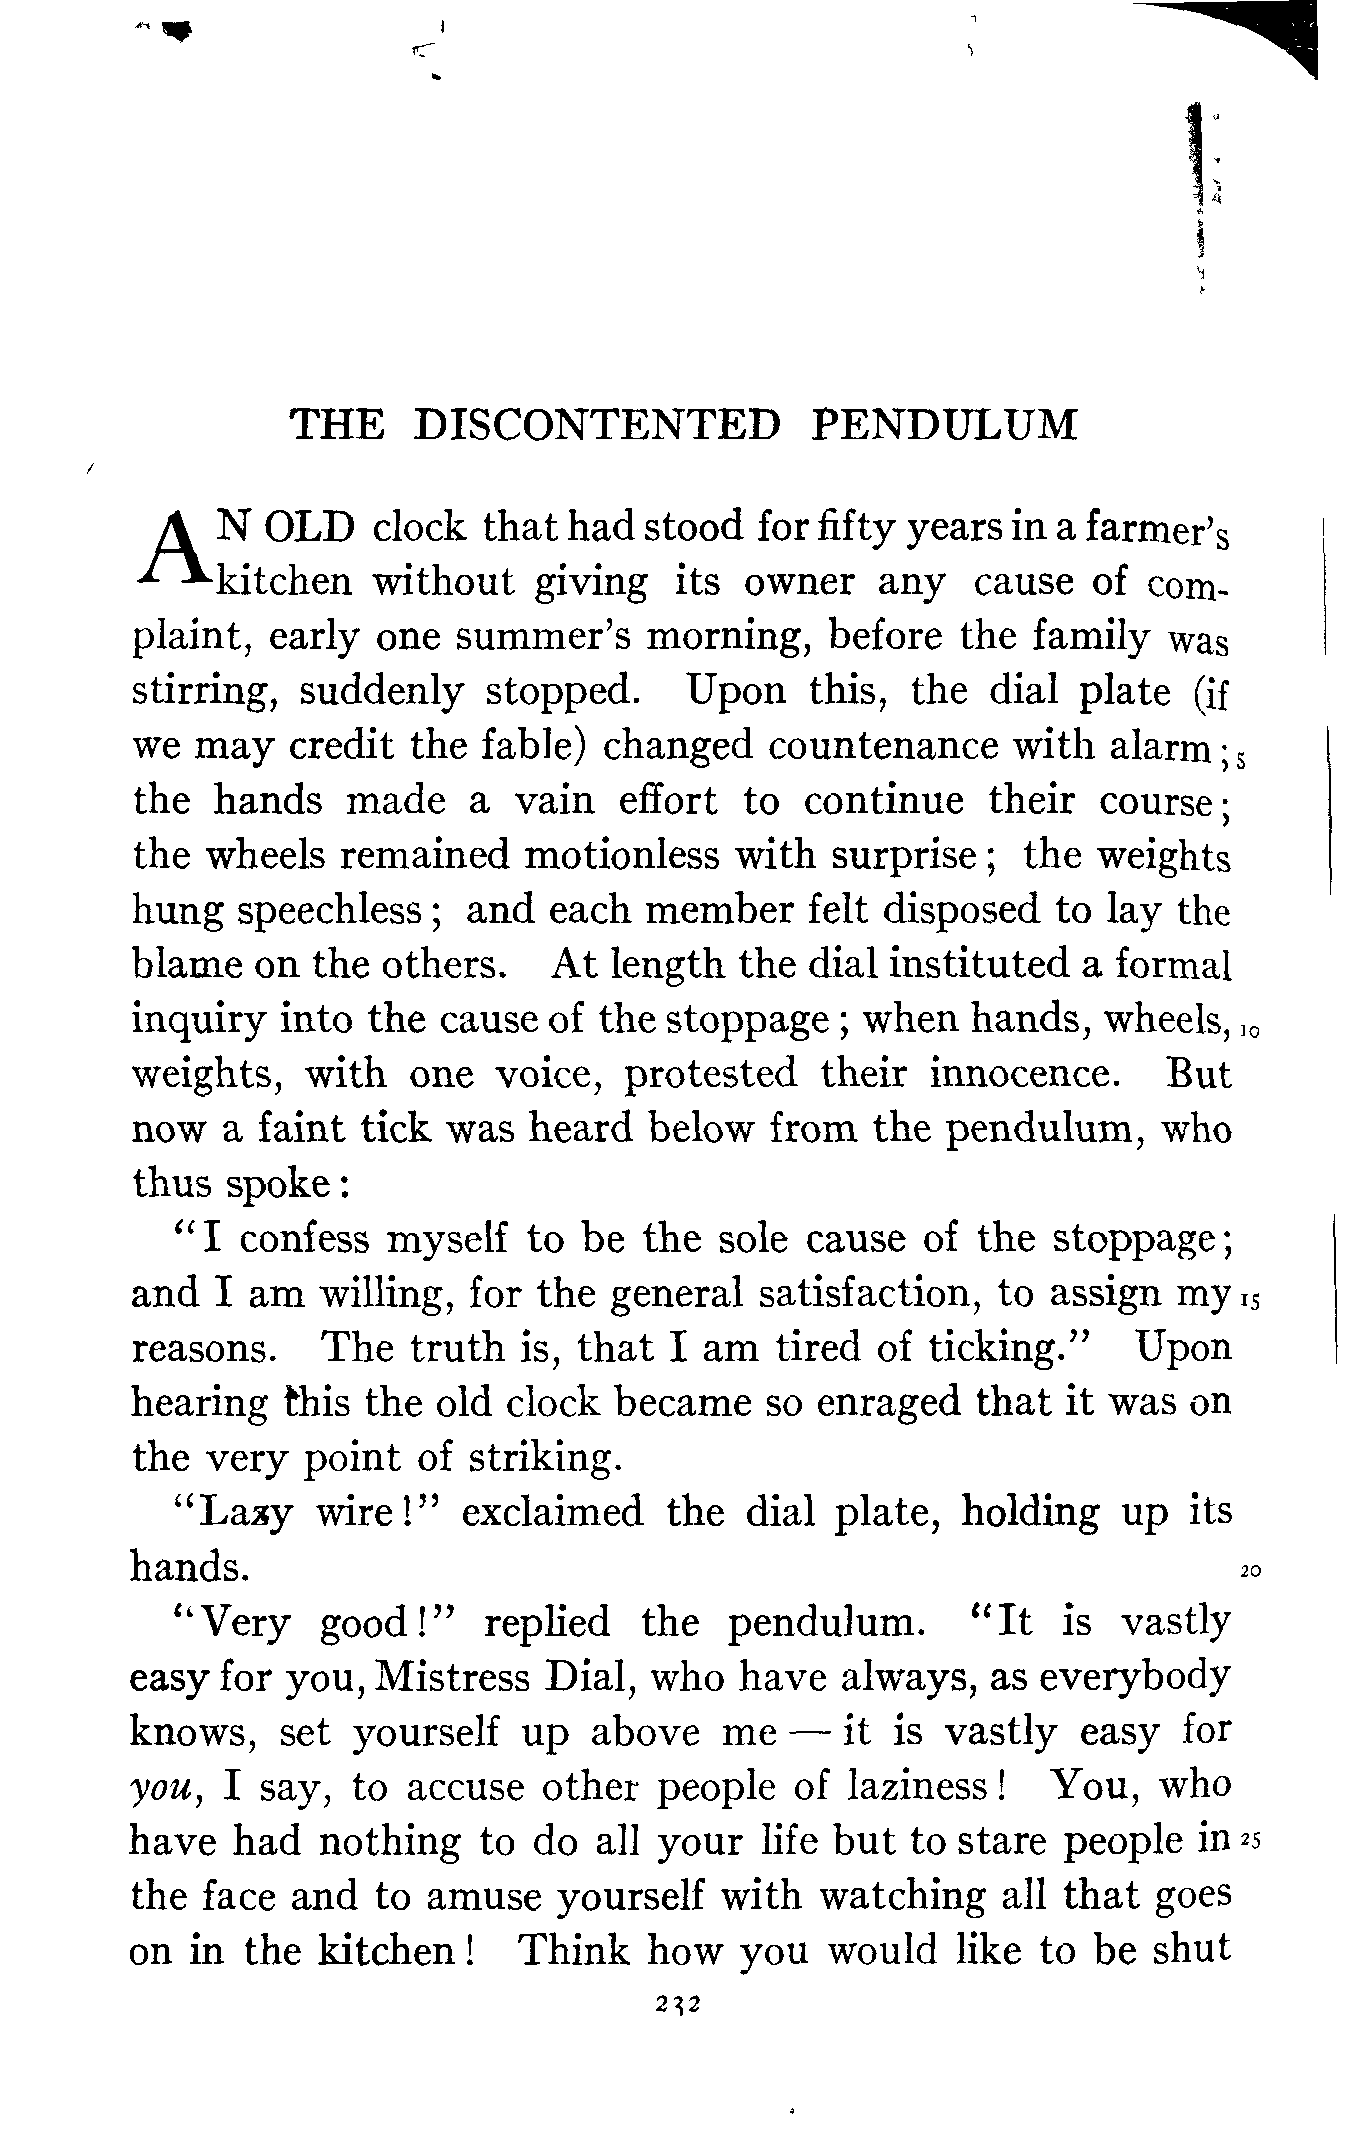 THE DISCONTENTED PENDULUM
AN OLD clock that had stood for fifty years in a farmer's
kitchen without giving its owner any cause of com-
plaint, early one summer's morning, before the family was
stirring, suddenly stopped. Upon this, the dial plate (if
we may credit the fable) changed countenance with alarm; 5
the hands made a vain effort to continue their course;
the wheels remained motionless with surprise; the weights
hung speechless; and each member felt disposed to lay the
blame on the others. At length the dial instituted a formal
inquiry into the cause of the stoppage; when hands, wheels, 10
weights, with one voice, protested their innocence. But
now a faint tick was heard below from the pendulum, who
thus spoke:
"I confess myself to be the sole cause of the stoppage;
and I am willing, for the general satisfaction, to assign my 15
reasons. The truth is, that I am tired of ticking." Upon
hearing this the old clock became so enraged that it was on
the very point of striking.
"Lazy wire!" exclaimed the dial plate, holding up its
hands. 20
"Very good!" replied the pendulum. "It is vastly
easy for you, Mistress Dial, who have always, as everybody
knows, set yourself up above me — it is vastly easy for
you, I say, to accuse other people of laziness! You, who
have had nothing to do all your life but to stare people in 25
the face and to amuse yourself with watching all that goes
on in the kitchen! Think how you would like to be shut
232